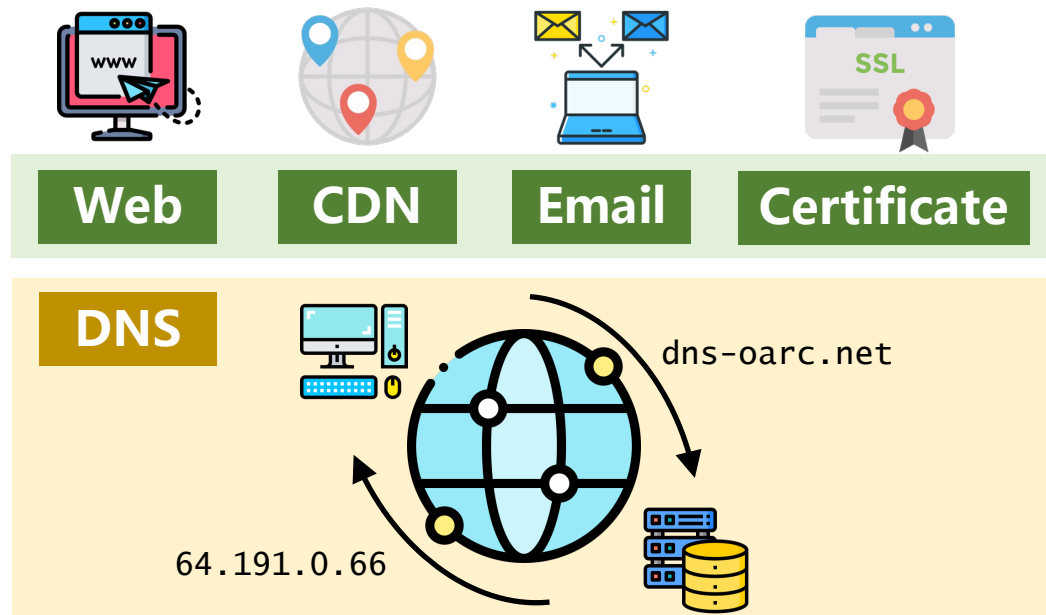 www
SSL
Web
CDN
Email
Certificate
DNS
dns-oarc.net
64.191.0.66